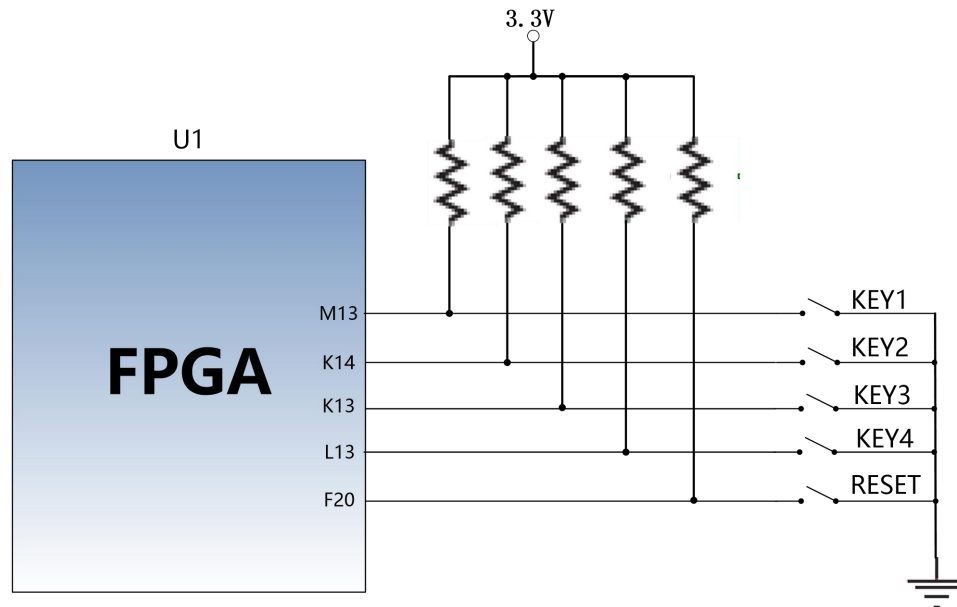 3.3V
U1
FPGA
M13
KEY1
K14
KEY2
K13
KEY3
L13
KEY4
F20
RESET